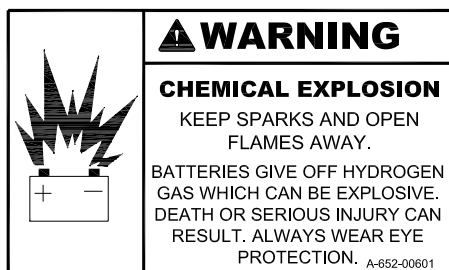 WARNING
CHEMICAL EXPLOSION
KEEP SPARKS AND OPEN
FLAMES AWAY.
BATTERIES GIVE OFF HYDROGEN
GAS WHICH CAN BE EXPLOSIVE.
DEATH OR SERIOUS INJURY CAN
RESULT. ALWAYS WEAR EYE
PROTECTION. A-652-00601